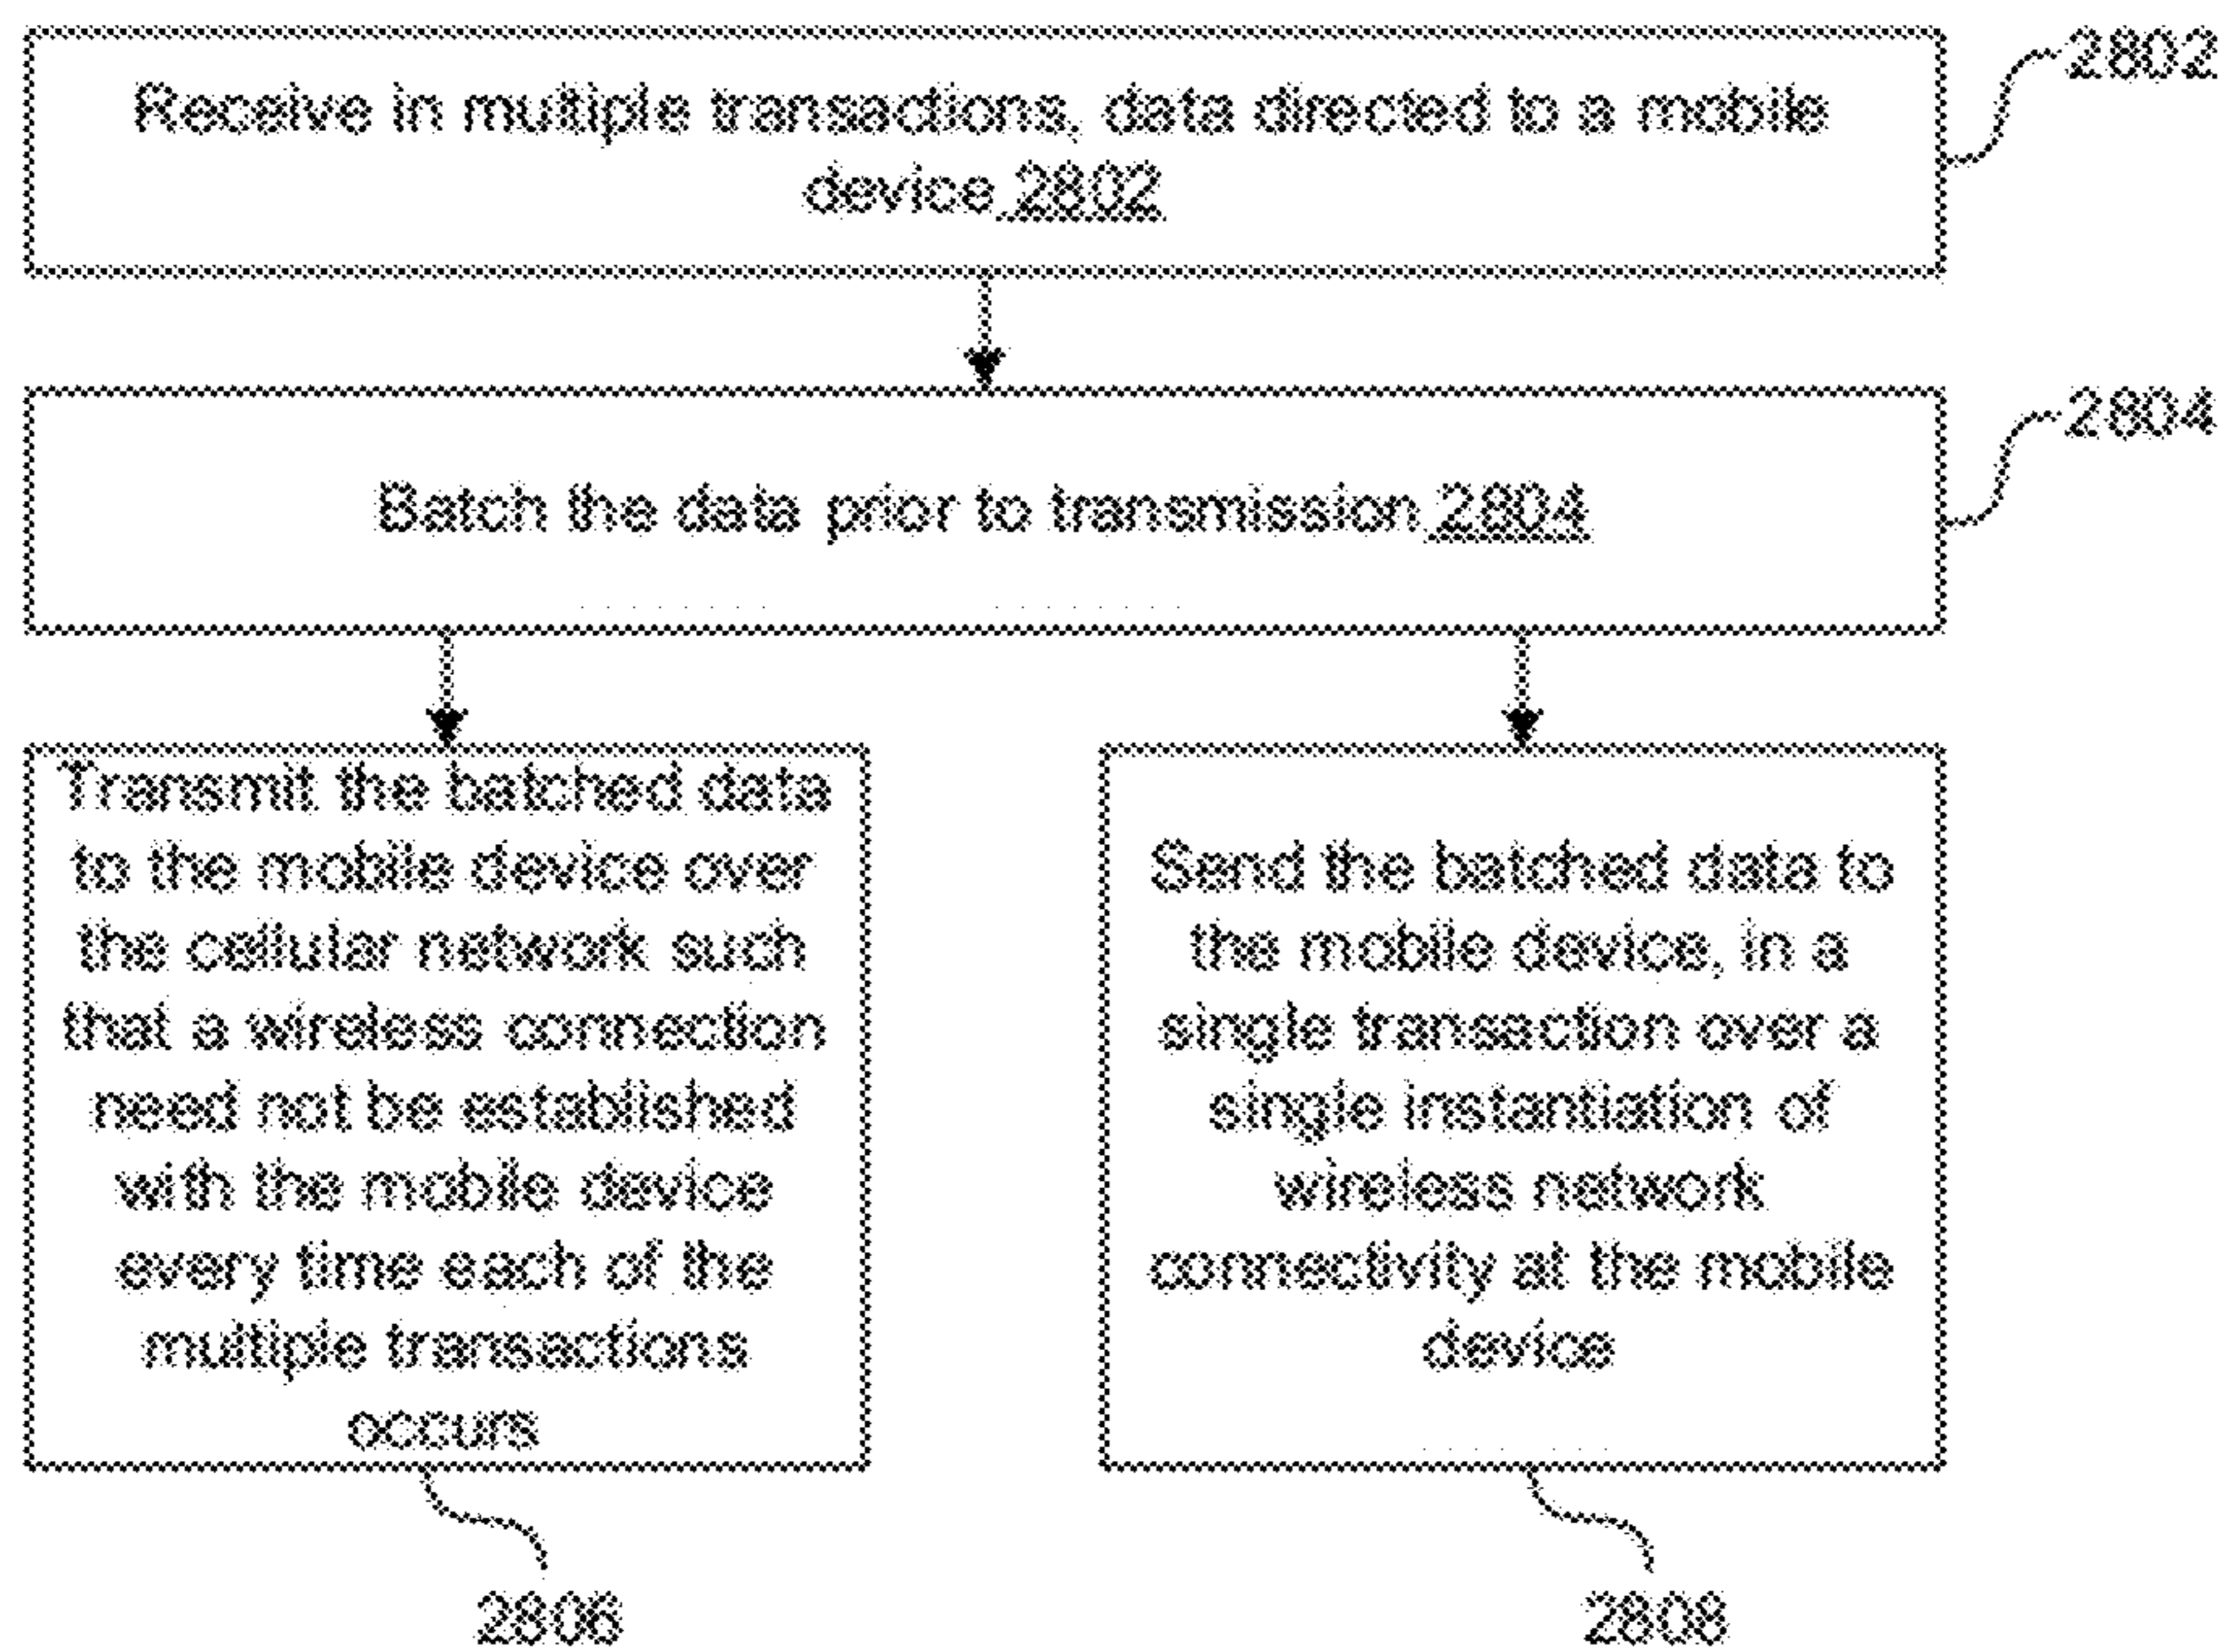 Receive in multiple transactions, data directed to a mobile
device 2802
2802
Batch the data prior to transmission 2804
2804
Transmit the batched data
to the mobile device over
the cellular network such
that a wireless connection
need not be established
with the mobile device
every time each of the
multiple transactions
occurs
2806
Send the batched data to
the mobile device, in a
single transaction over a
single instantiation of
wireless network
connectivity at the mobile
device
2808